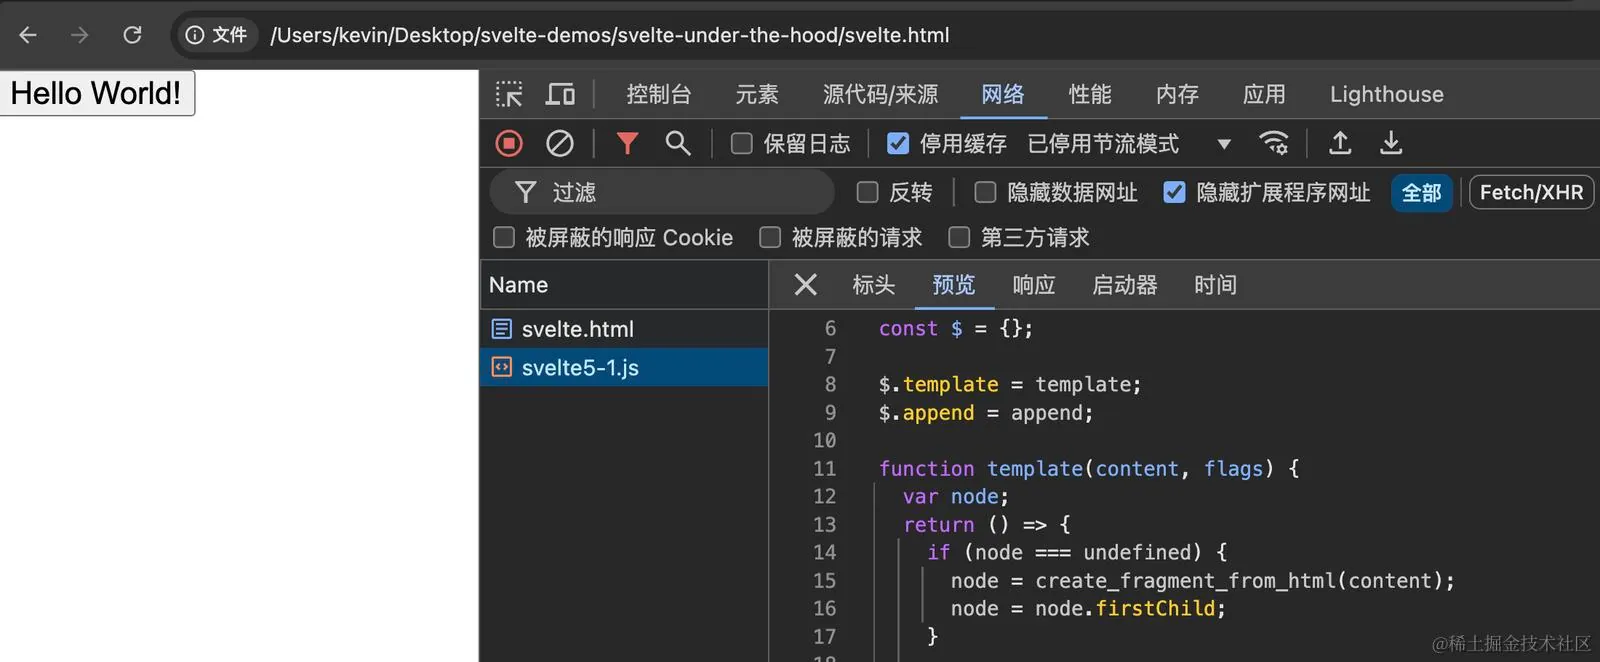 文件 /Users/kevin/Desktop/svelte-demos/svelte-under-the-hood/svelte.html
Hello World!
控制台 元素 源代码/来源 网络 性能 内存 应用 Lighthouse
保留日志 停用缓存 已停用节流模式
过滤 反转 隐藏数据网址 隐藏扩展程序网址 全部 Fetch/XHR
被屏蔽的响应 Cookie 被屏蔽的请求 第三方请求
Name
svelte.html
svelte5-1.js
标头 预览 响应 启动器 时间
6 const $ = {};
7
8 $.template = template;
9 $.append = append;
10
11 function template(content, flags) {
12 var node;
13 return () => {
14 if (node === undefined) {
15 node = create_fragment_from_html(content);
16 node = node.firstChild;
17 }
@稀土掘金技术社区